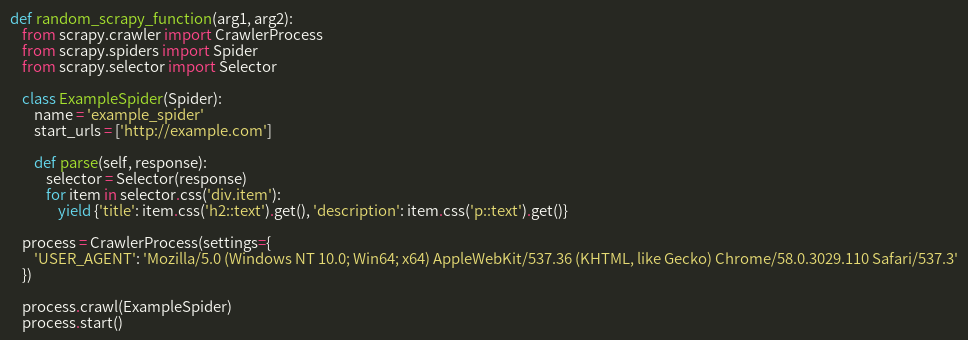 def random_scrapy_function(arg1, arg2):
    from scrapy.crawler import CrawlerProcess
    from scrapy.spiders import Spider
    from scrapy.selector import Selector

    class ExampleSpider(Spider):
        name = 'example_spider'
        start_urls = ['http://example.com']

        def parse(self, response):
            selector = Selector(response)
            for item in selector.css('div.item'):
                yield {'title': item.css('h2::text').get(), 'description': item.css('p::text').get()}

    process = CrawlerProcess(settings={
        'USER_AGENT': 'Mozilla/5.0 (Windows NT 10.0; Win64; x64) AppleWebKit/537.36 (KHTML, like Gecko) Chrome/58.0.3029.110 Safari/537.3'
    })

    process.crawl(ExampleSpider)
    process.start()